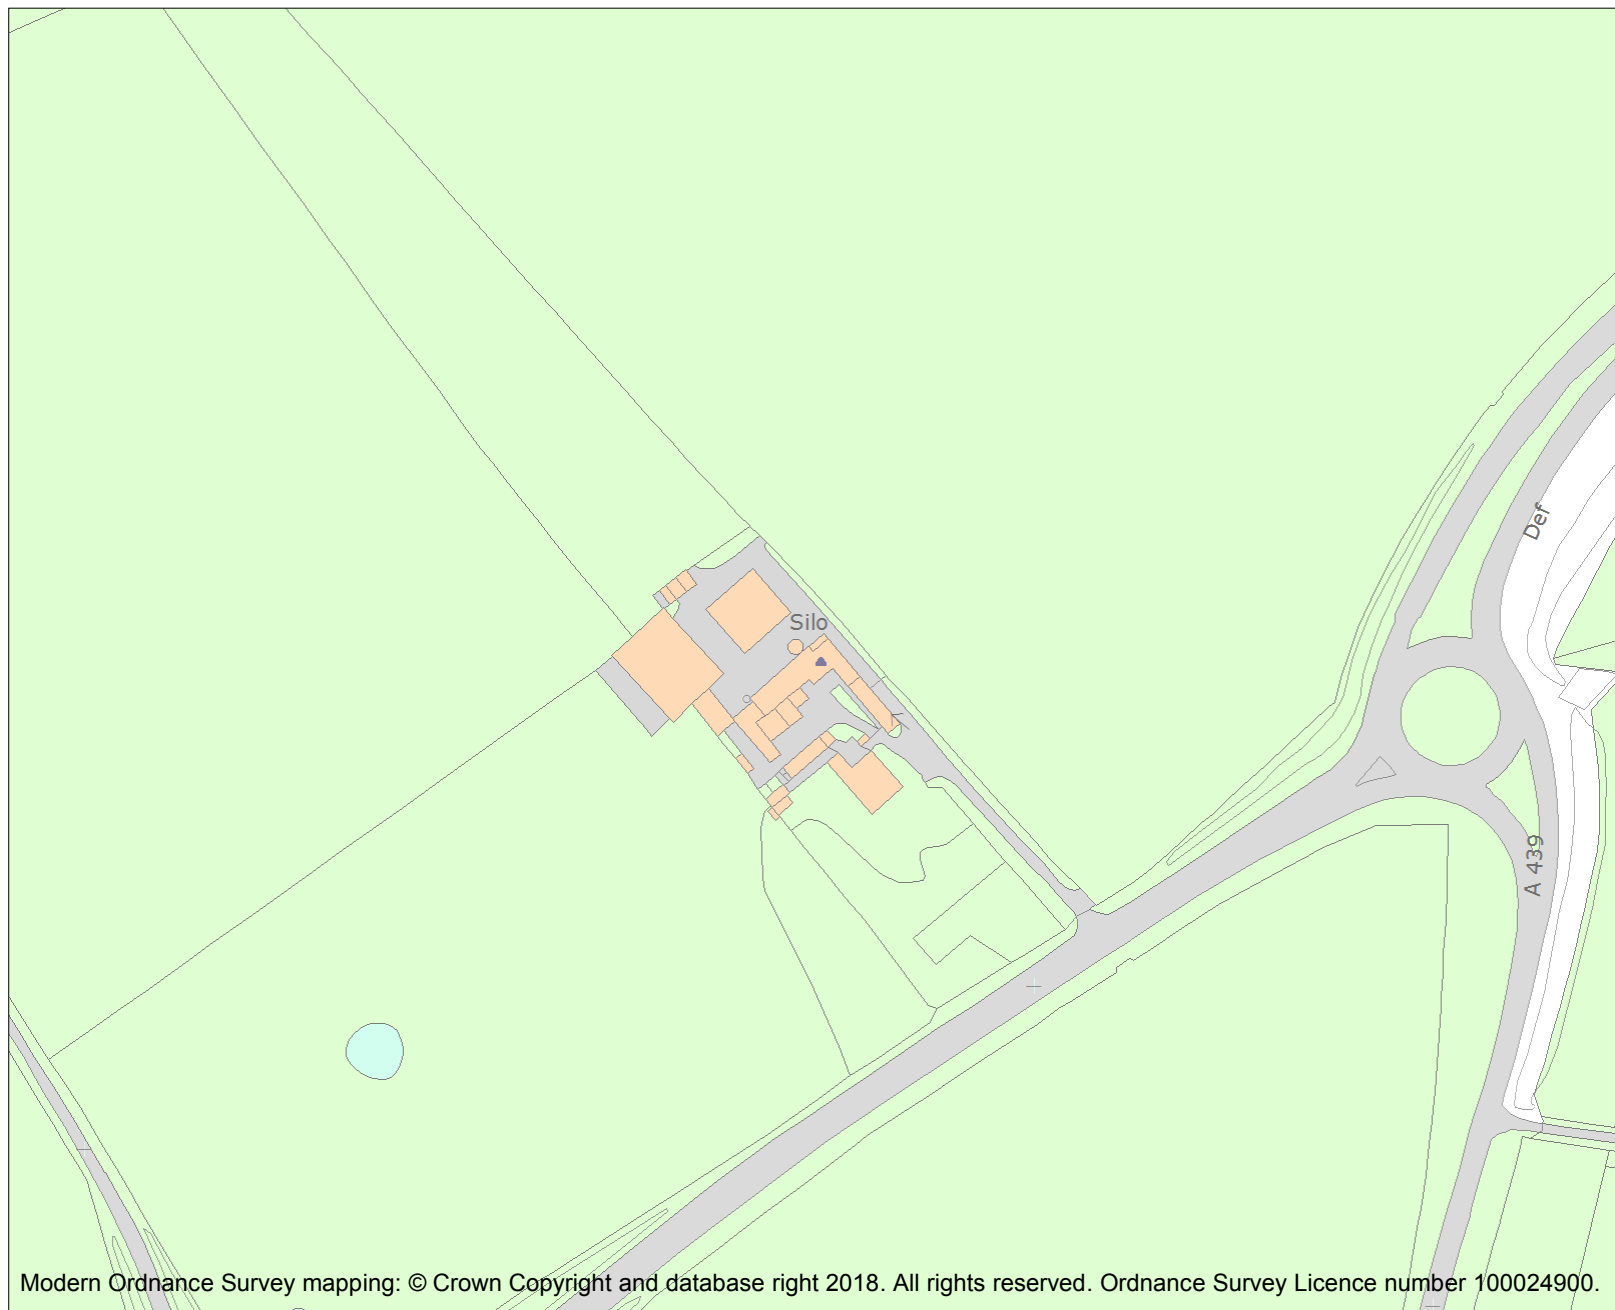 Def
Silo
A 439
Modern Ordnance Survey mapping: © Crown Copyright and database right 2018. All rights reserved. Ordnance Survey Licence number 100024900.